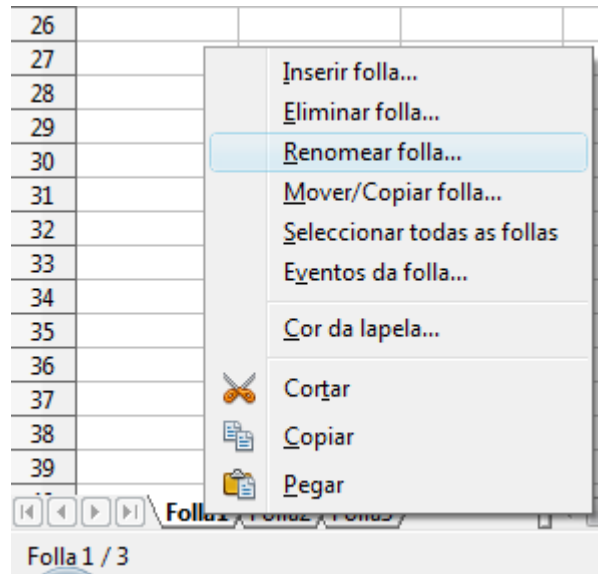 26
27
Inserir folla...
28
Eliminar folla...
29
Renomear folla...
30
31
Mover/Copiar folla...
32
Seleccionar todas as follas
33
Eventos da folla...
34
35
Cor da lapela...
36
37
Cortar
38
Copiar
39
Pegar
Folla1
Folla 1 / 3